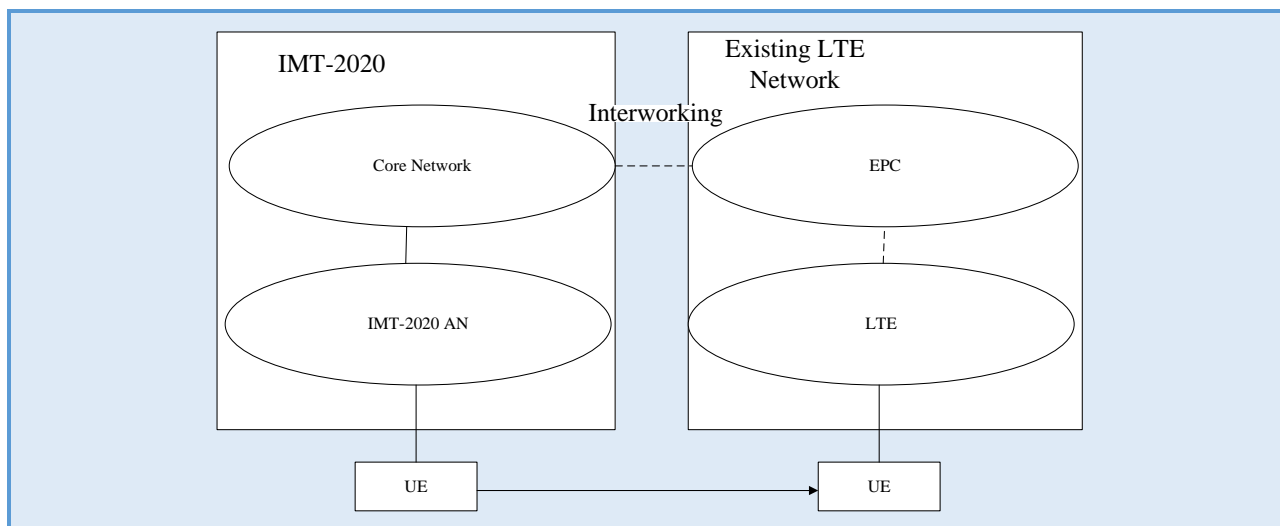 IMT-2020
Existing LTE
Network
Interworking
Core Network
EPC
IMT-2020 AN
LTE
UE
UE